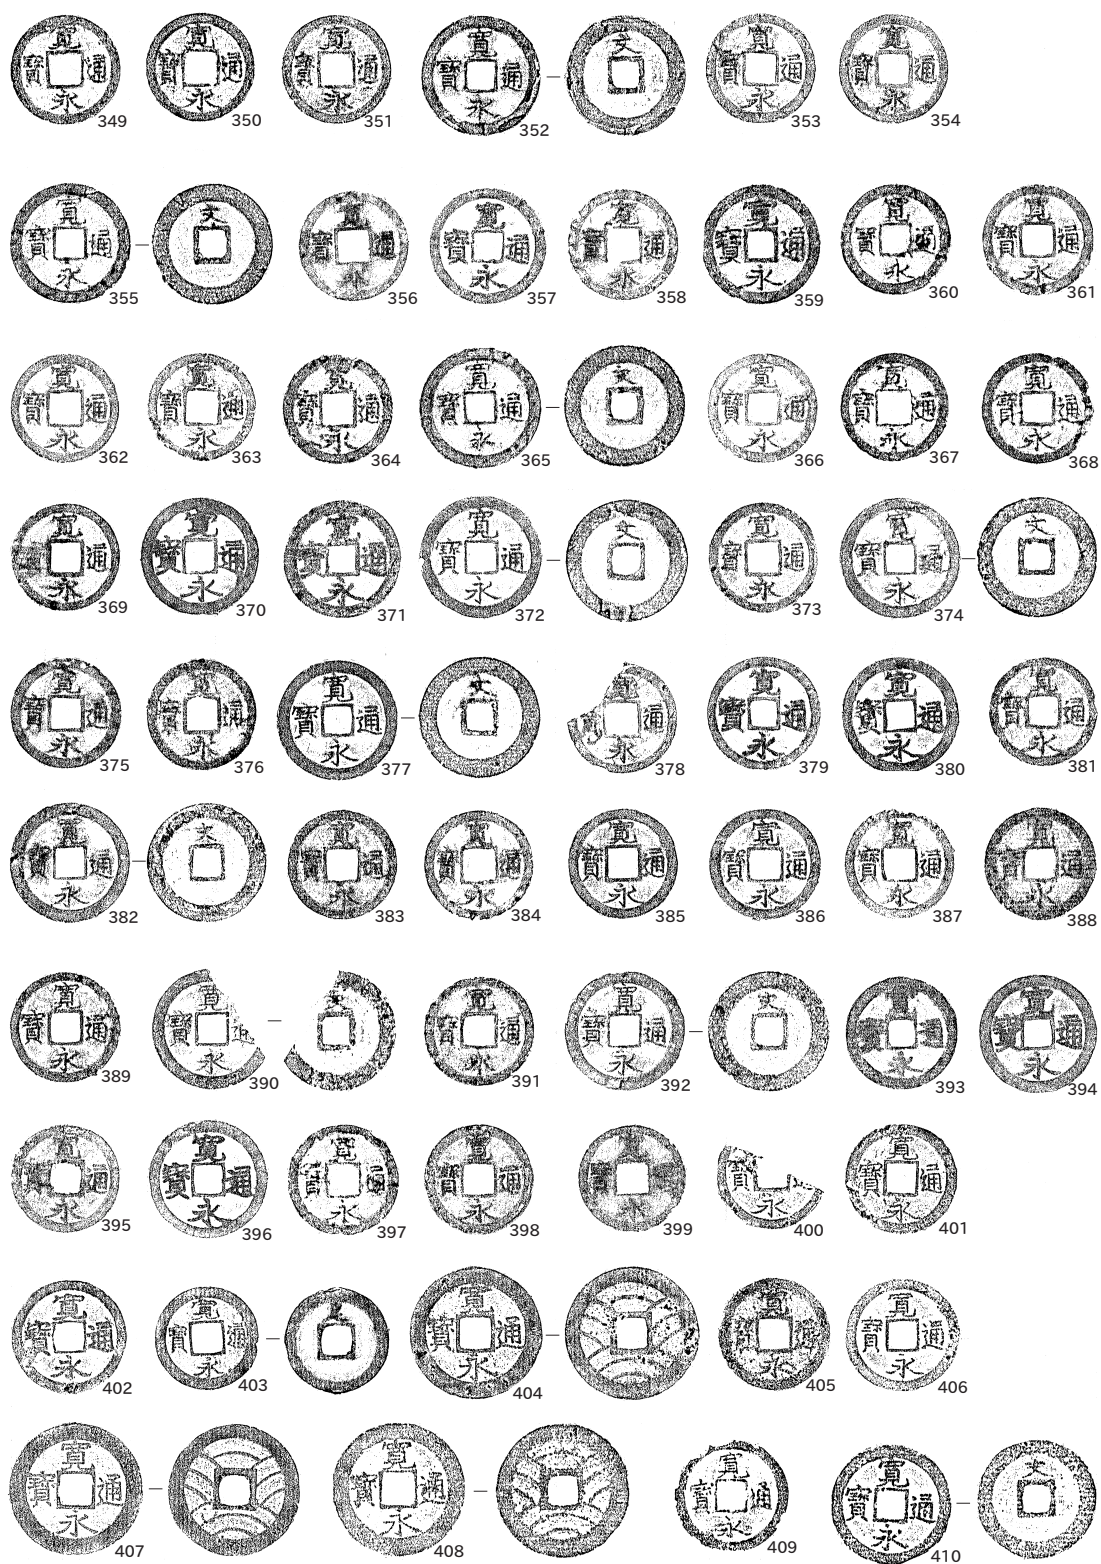 寛永通寳 349 寛永通寳 350 寛永通寳 351 寛永通寳 文 352 寛永通寳 353 寛永通寳 354
寛永通寳 文 355 寛永通寳 356 寛永通寳 357 寛永通寳 358 寛永通寳 359 寛永通寳 360 寛永通寳 361
寛永通寳 362 寛永通寳 363 寛永通寳 364 寛永通寳 文 365 寛永通寳 366 寛永通寳 367 寛永通寳 368
寛永通 369 寛永通寳 370 寛永通寳 371 寛永通寳 文 372 寛永通寳 373 寛永通寳 文 374
寛永通寳 375 寛永通寳 376 寛永通寳 文 377 永通 378 寛永通寳 379 寛永通寳 380 寛永通寳 381
寛永通寳 文 382 寛永通寳 383 寛永通寳 384 寛永通寳 385 寛永通寳 386 寛永通寳 387 寛永通寳 388
寛永通寳 389 寛永寳 文 390 寛永通寳 391 寛永通寳 文 392 寛永通寳 393 寛永通寳 394
寛永通 395 寛永通寳 396 寛永通寳 397 寛永通寳 398 399 永寳 400 寛永通寳 401
寛永通寳 402 寛永通寳 403 寛永通寳 404 寛永通寳 405 寛永通寳 406
寛永通寳 407 寛永通寳 408 寛永通寳 409 寛永通寳 文 410